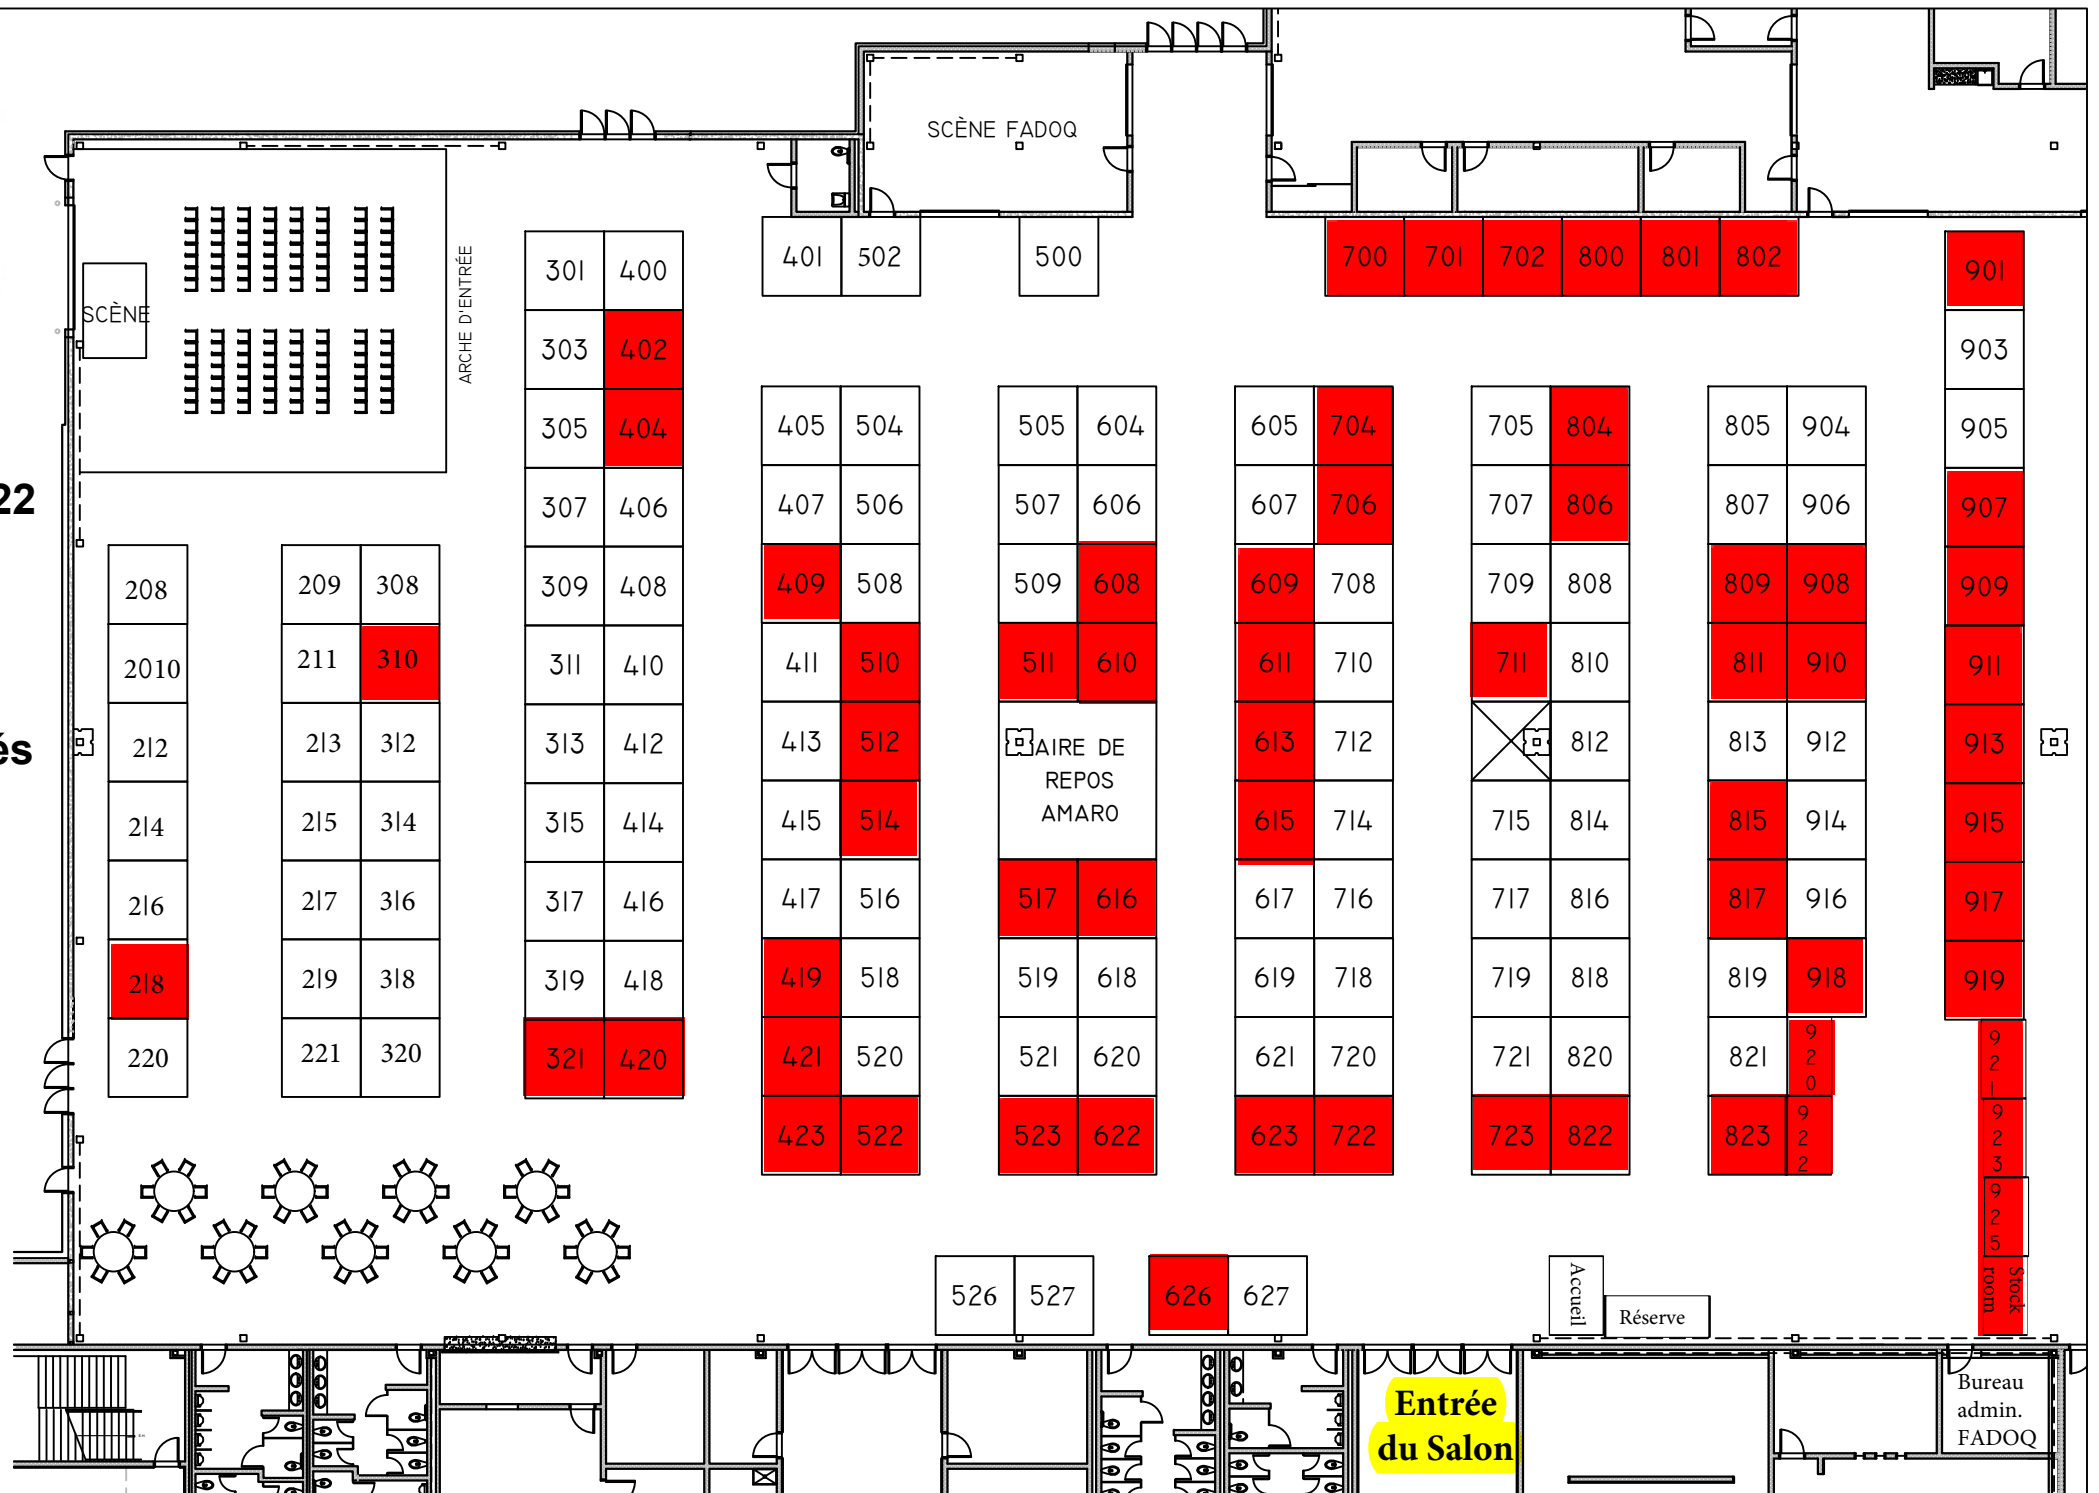 SCÈNE FADOQ
401 502 500 700 701 702 800 801 802
301 400 901
SCÈNE
ARCHE D'ENTRÉE
303 402 903
305 404 405 504 505 604 605 704 705 804 805 904 905
22
307 406 407 506 507 606 607 706 707 806 807 906 907
208 209 308 309 408 409 508 509 608 609 708 709 808 809 908 909
2010 211 310 311 410 411 510 511 610 611 710 711 810 811 910 911
és
212 213 312 313 412 413 512 613 712 812 813 912 913
AIRE DE
REPOS
AMARO
214 215 314 315 414 415 514 615 714 715 814 815 914 915
216 217 316 317 416 417 516 517 616 617 716 717 816 817 916 917
218 219 318 319 418 419 518 519 618 619 718 719 818 819 918 919
220 221 320 321 420 421 520 521 620 621 720 721 820 821 920 921
423 522 523 622 623 722 723 822 823 922 923
925
526 527 626 627
Accueil
Réserve
Stock
room
Entrée
du Salon
Bureau
admin.
FADOQ